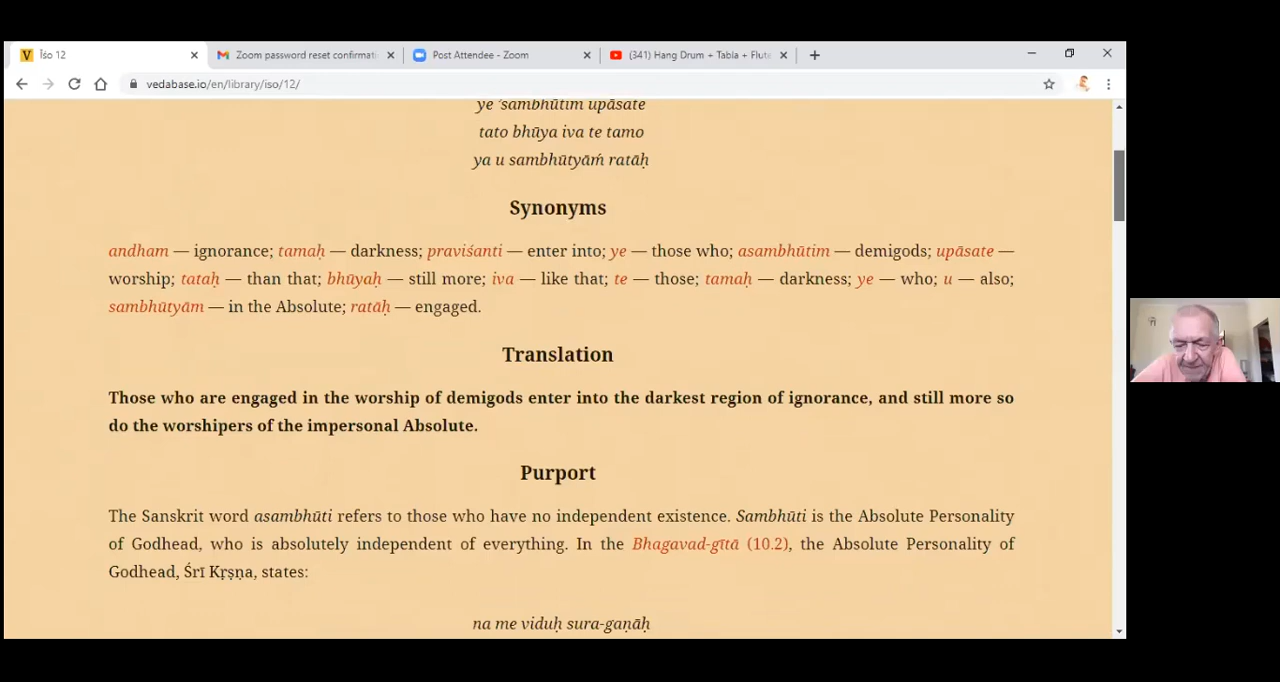 Īśo 12
Zoom password reset confirmati
Post Attendee - Zoom
(341) Hang Drum + Tabla + Flute
vedabase.io/en/library/iso/12/
ye 'sambhūtim upāsate
tato bhūya iva te tamo
ya u sambhūtyāṁ ratāḥ
Synonyms
andham — ignorance; tamaḥ — darkness; praviśanti — enter into; ye — those who; asambhūtim — demigods; upāsate —
worship; tataḥ — than that; bhūyaḥ — still more; iva — like that; te — those; tamaḥ — darkness; ye — who; u — also;
sambhūtyām — in the Absolute; ratāḥ — engaged.
Translation
Those who are engaged in the worship of demigods enter into the darkest region of ignorance, and still more so
do the worshipers of the impersonal Absolute.
Purport
The Sanskrit word asambhūti refers to those who have no independent existence. Sambhūti is the Absolute Personality
of Godhead, who is absolutely independent of everything. In the Bhagavad-gītā (10.2), the Absolute Personality of
Godhead, Śrī Kṛṣṇa, states:
na me viduḥ sura-gaṇāḥ